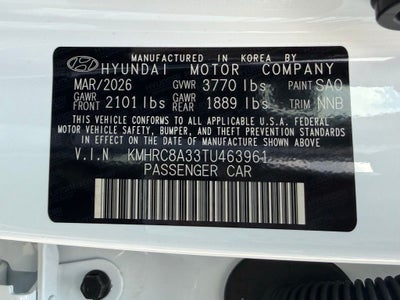 MANUFACTURED IN KOREA BY
HYUNDAI MOTOR COMPANY
MAR/2026 GVWR 3770 lbs PAINT SAO
GAWR FRONT 2101 lbs GAWR REAR 1889 lbs TRIM NNB
THIS VEHICLE CONFORMS TO ALL APPLICABLE
U.S. FEDERAL MOTOR VEHICLE SAFETY, BUMPER, AND THEFT
PREVENTION STANDARDS IN EFFECT ON THE DATE OF
MANUFACTURE SHOWN ABOVE
V.I.N KMHRC8A33TU463961
PASSENGER CAR